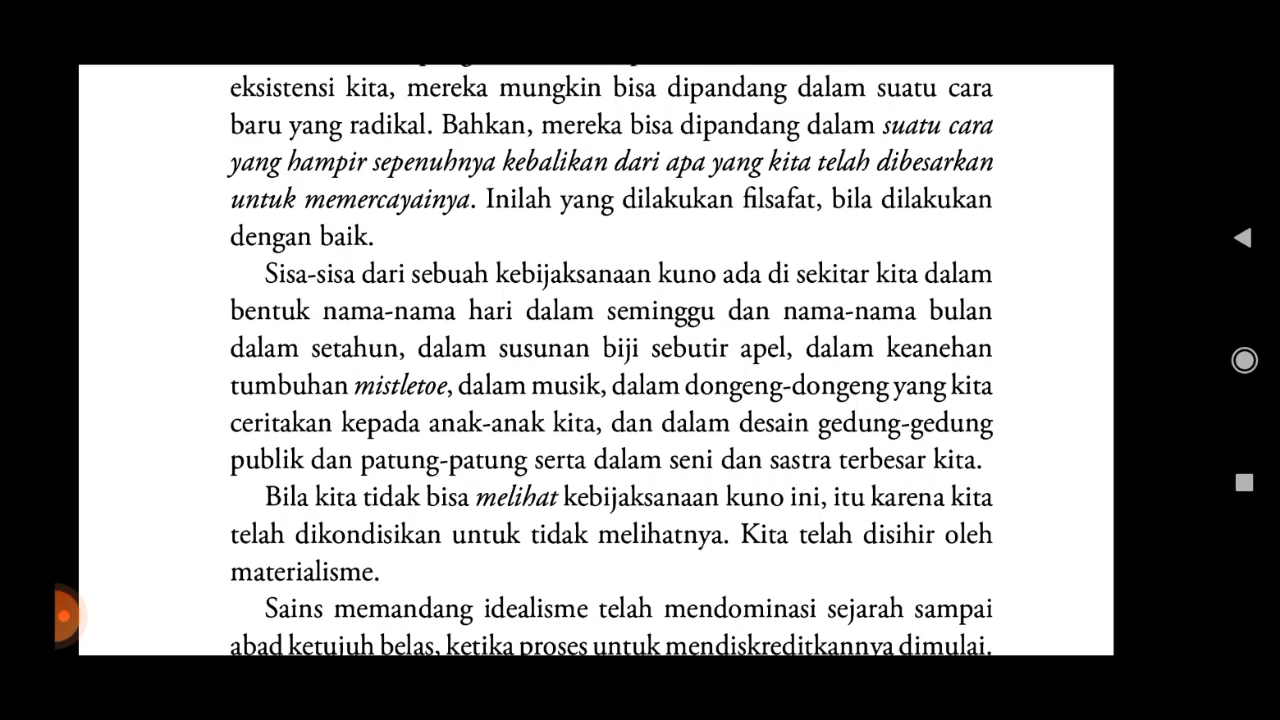 eksistensi kita, mereka mungkin bisa dipandang dalam suatu cara
baru yang radikal. Bahkan, mereka bisa dipandang dalam suatu cara
yang hampir sepenuhnya kebalikan dari apa yang kita telah dibesarkan
untuk memercayainya. Inilah yang dilakukan filsafat, bila dilakukan
dengan baik.
Sisa-sisa dari sebuah kebijaksanaan kuno ada di sekitar kita dalam
bentuk nama-nama hari dalam seminggu dan nama-nama bulan
dalam setahun, dalam susunan biji sebutir apel, dalam keanehan
tumbuhan mistletoe, dalam musik, dalam dongeng-dongeng yang kita
ceritakan kepada anak-anak kita, dan dalam desain gedung-gedung
publik dan patung-patung serta dalam seni dan sastra terbesar kita.
Bila kita tidak bisa melihat kebijaksanaan kuno ini, itu karena kita
telah dikondisikan untuk tidak melihatnya. Kita telah disihir oleh
materialisme.
Sains memandang idealisme telah mendominasi sejarah sampai
abad ketujuh belas, ketika proses untuk mendiskreditkannya dimulai.